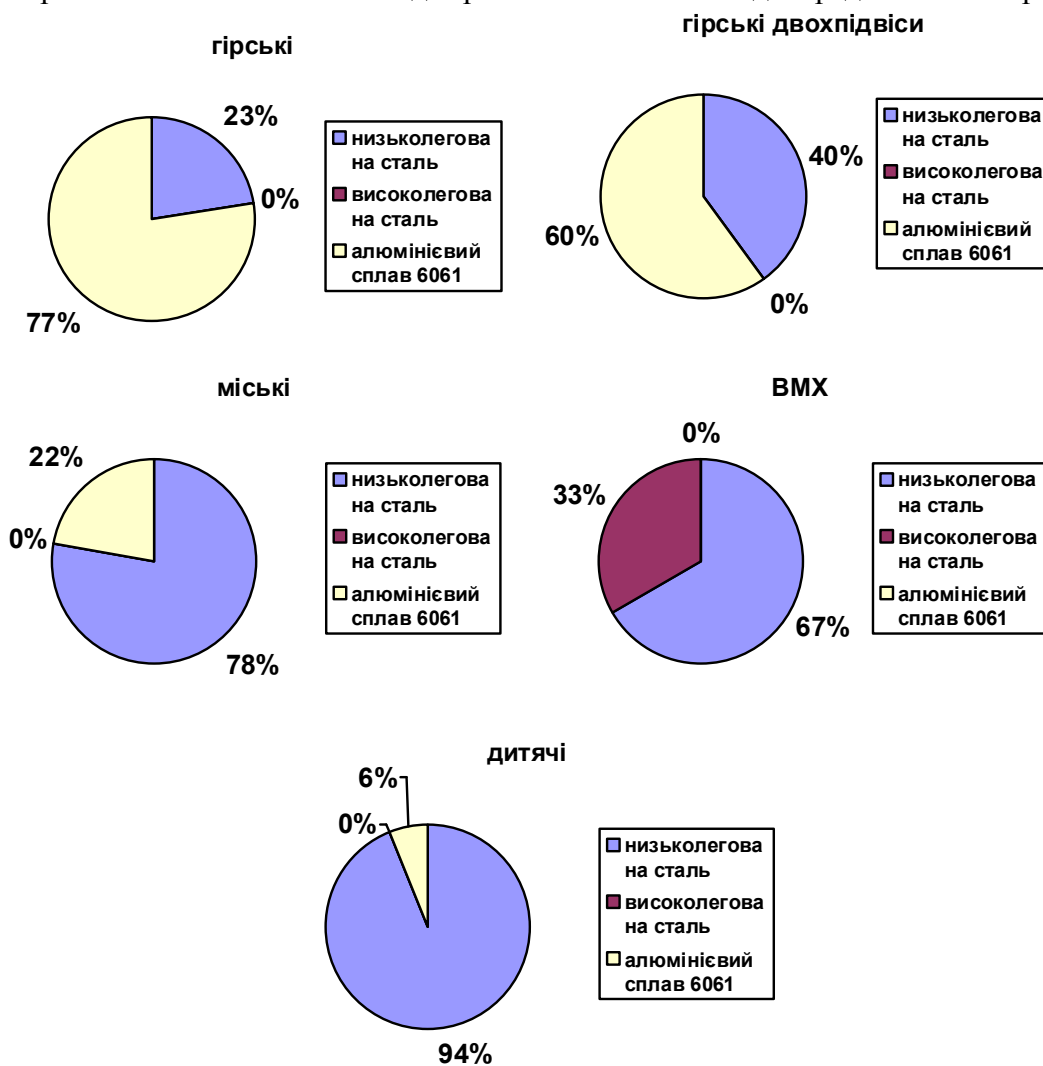 гірські
23%
0%
77%
низьколегова
на сталь
високолегова
на сталь
алюмінієвий
сплав 6061
гірські двохпідвіси
40%
60%
0%
низьколегова
на сталь
високолегова
на сталь
алюмінієвий
сплав 6061
міські
22%
0%
78%
низьколегова
на сталь
високолегова
на сталь
алюмінієвий
сплав 6061
BMX
0%
33%
67%
низьколегова
на сталь
високолегова
на сталь
алюмінієвий
сплав 6061
дитячі
6%
0%
94%
низьколегова
на сталь
високолегова
на сталь
алюмінієвий
сплав 6061